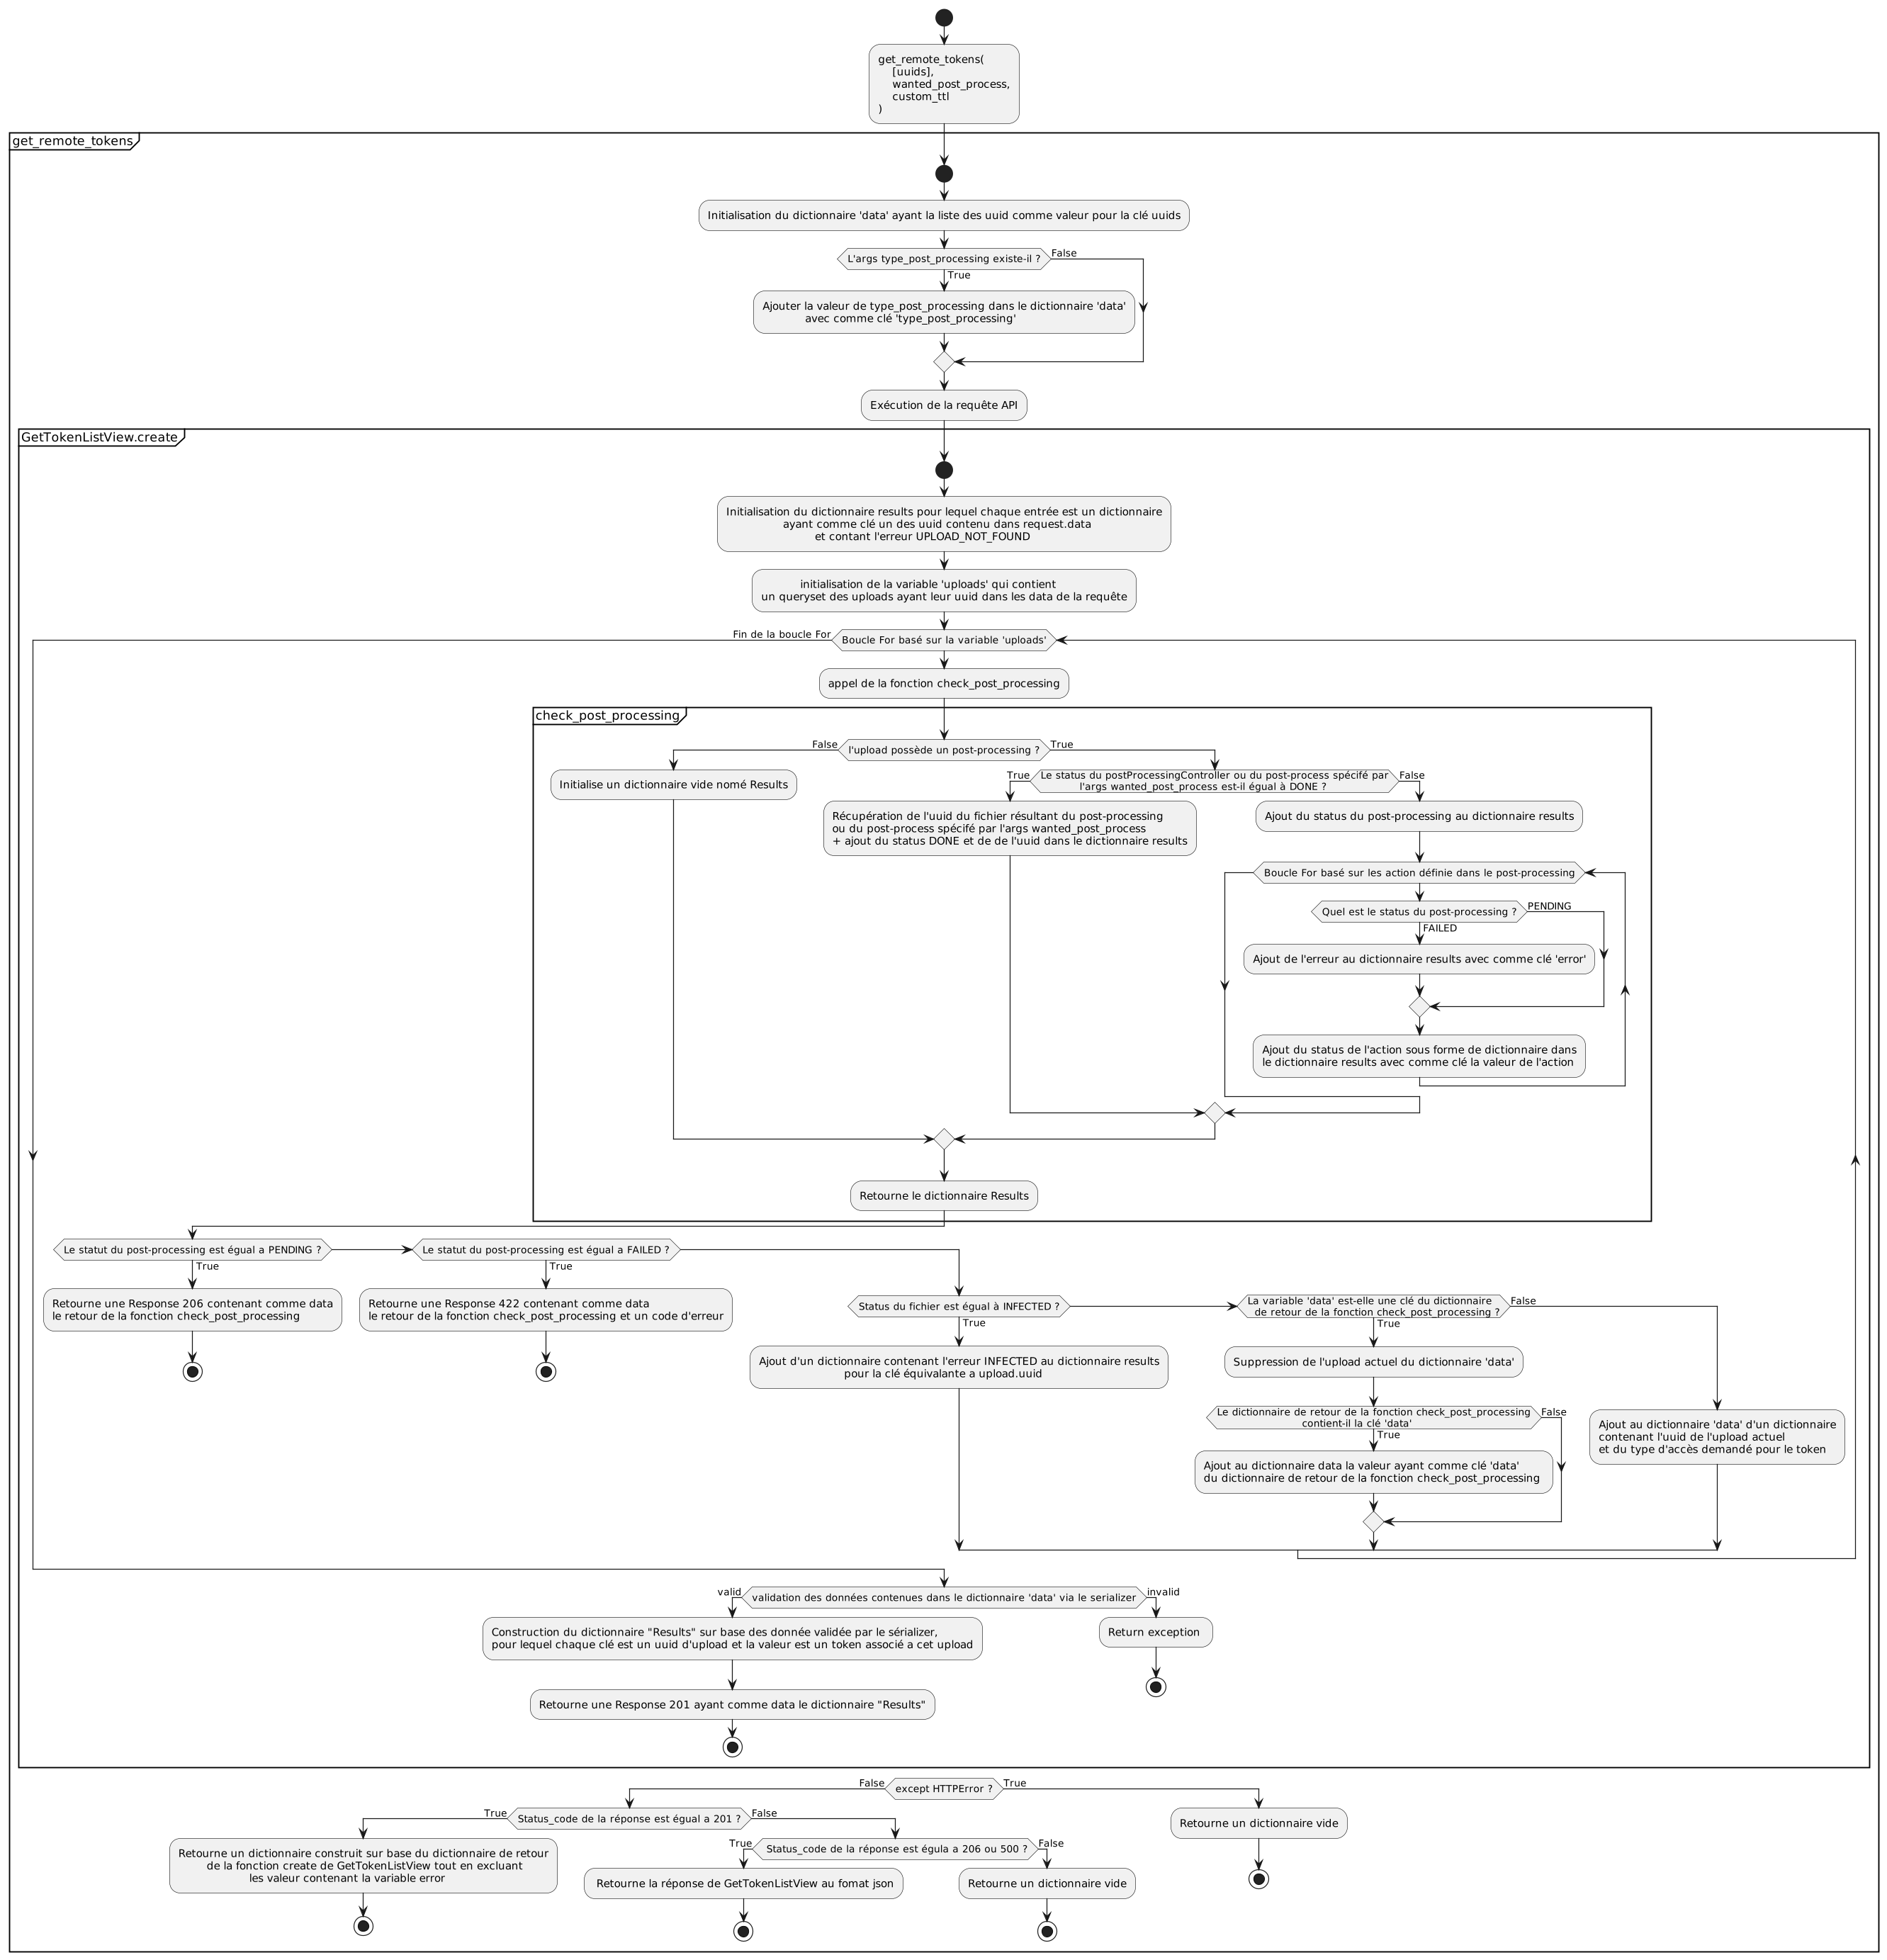 get_remote_tokens(
[uuids],
wanted_post_process,
custom_ttl
)
get_remote_tokens
Initialisation du dictionnaire 'data' ayant la liste des uuid comme valeur pour la clé uuids
L'args type_post_processing existe-il ?
False
True
Ajouter la valeur de type_post_processing dans le dictionnaire 'data'
avec comme clé 'type_post_processing'
Exécution de la requête API
GetTokenListView.create
Initialisation du dictionnaire results pour lequel chaque entrée est un dictionnaire
ayant comme clé un des uuid contenu dans request.data
et contant l'erreur UPLOAD_NOT_FOUND
initialisation de la variable 'uploads' qui contient
un queryset des uploads ayant leur uuid dans les data de la requête
Fin de la boucle For
Boucle For basé sur la variable 'uploads'
appel de la fonction check_post_processing
check_post_processing
False
l'upload possède un post-processing ?
True
Initialise un dictionnaire vide nomé Results
True
Le status du postProcessingController ou du post-process spécifé par
l'args wanted_post_process est-il égual à DONE ?
False
Récupération de l'uuid du fichier résultant du post-processing
ou du post-process spécifé par l'args wanted_post_process
+ ajout du status DONE et de de l'uuid dans le dictionnaire results
Ajout du status du post-processing au dictionnaire results
Boucle For basé sur les action définie dans le post-processing
Quel est le status du post-processing ?
PENDING
FAILED
Ajout de l'erreur au dictionnaire results avec comme clé 'error'
Ajout du status de l'action sous forme de dictionnaire dans
le dictionnaire results avec comme clé la valeur de l'action
Retourne le dictionnaire Results
Le statut du post-processing est égual a PENDING ?
True
Retourne une Response 206 contenant comme data
le retour de la fonction check_post_processing
Le statut du post-processing est égual a FAILED ?
True
Retourne une Response 422 contenant comme data
le retour de la fonction check_post_processing et un code d'erreur
Status du fichier est égual à INFECTED ?
True
Ajout d'un dictionnaire contenant l'erreur INFECTED au dictionnaire results
pour la clé équivalante a upload.uuid
La variable 'data' est-elle une clé du dictionnaire
de retour de la fonction check_post_processing ?
False
True
Suppression de l'upload actuel du dictionnaire 'data'
Le dictionnaire de retour de la fonction check_post_processing
contient-il la clé 'data'
False
True
Ajout au dictionnaire data la valeur ayant comme clé 'data'
du dictionnaire de retour de la fonction check_post_processing
Ajout au dictionnaire 'data' d'un dictionnaire
contenant l'uuid de l'upload actuel
et du type d'accès demandé pour le token
valid
validation des données contenues dans le dictionnaire 'data' via le serializer
invalid
Construction du dictionnaire "Results" sur base des donnée validée par le sérializer,
pour lequel chaque clé est un uuid d'upload et la valeur est un token associé a cet upload
Return exception
Retourne une Response 201 ayant comme data le dictionnaire "Results"
False
except HTTPError ?
True
True
Status_code de la réponse est égual a 201 ?
False
Retourne un dictionnaire construit sur base du dictionnaire de retour
de la fonction create de GetTokenListView tout en excluant
les valeur contenant la variable error
True
Status_code de la réponse est égula a 206 ou 500 ?
False
Retourne la réponse de GetTokenListView au fomat json
Retourne un dictionnaire vide
Retourne un dictionnaire vide